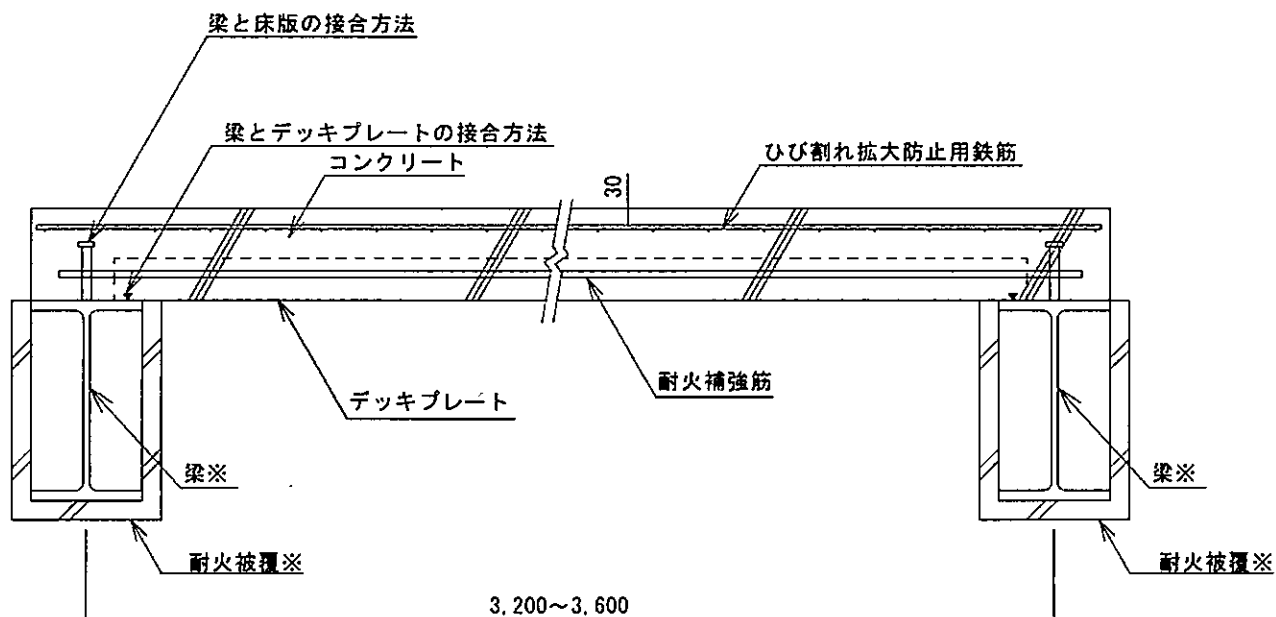 梁と床版の接合方法
梁とデッキプレートの接合方法
コンクリート
ひび割れ拡大防止用鉄筋
30
耐火補強筋
デッキプレート
梁※
梁※
耐火被覆※
耐火被覆※
3,200～3,600